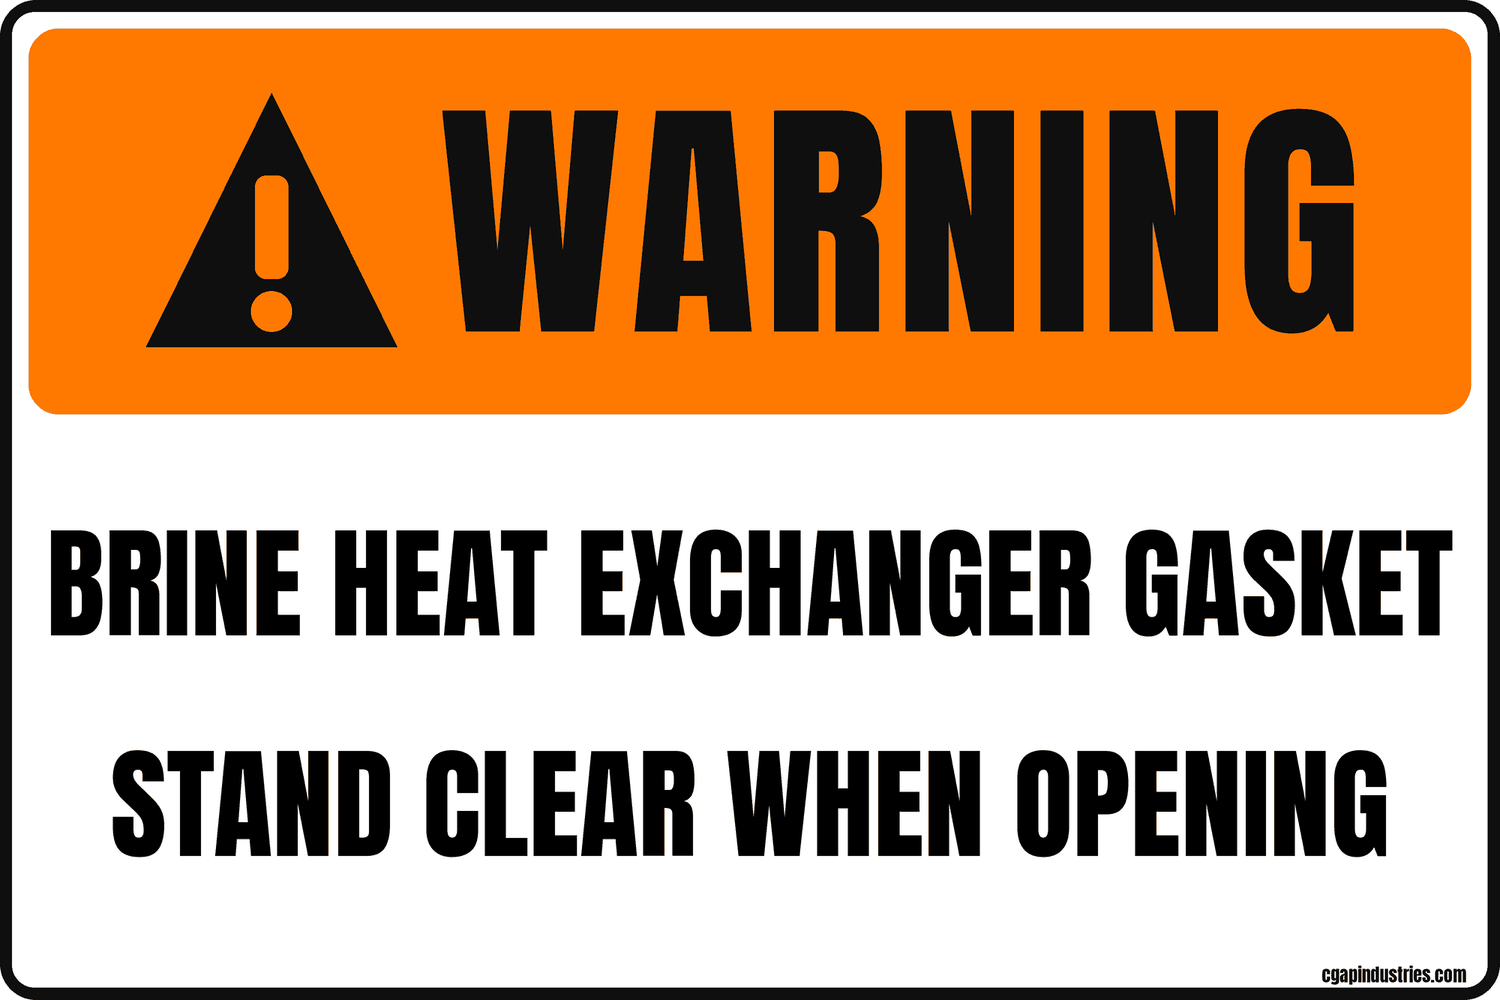 WARNING
BRINE HEAT EXCHANGER GASKET
STAND CLEAR WHEN OPENING
cgapindustries.com